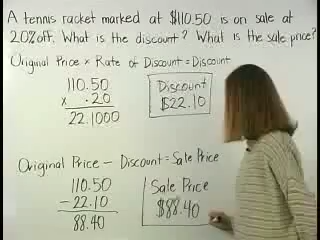 A tennis racket marked at $110.50 is on sale at
20% off. What is the discount? What is the sale price?
Original Price × Rate of Discount = Discount
110.50
x .20
22.1000
Discount
$22.10
Original Price - Discount = Sale Price
110.50
- 22.10
88.40
Sale Price
$88.40